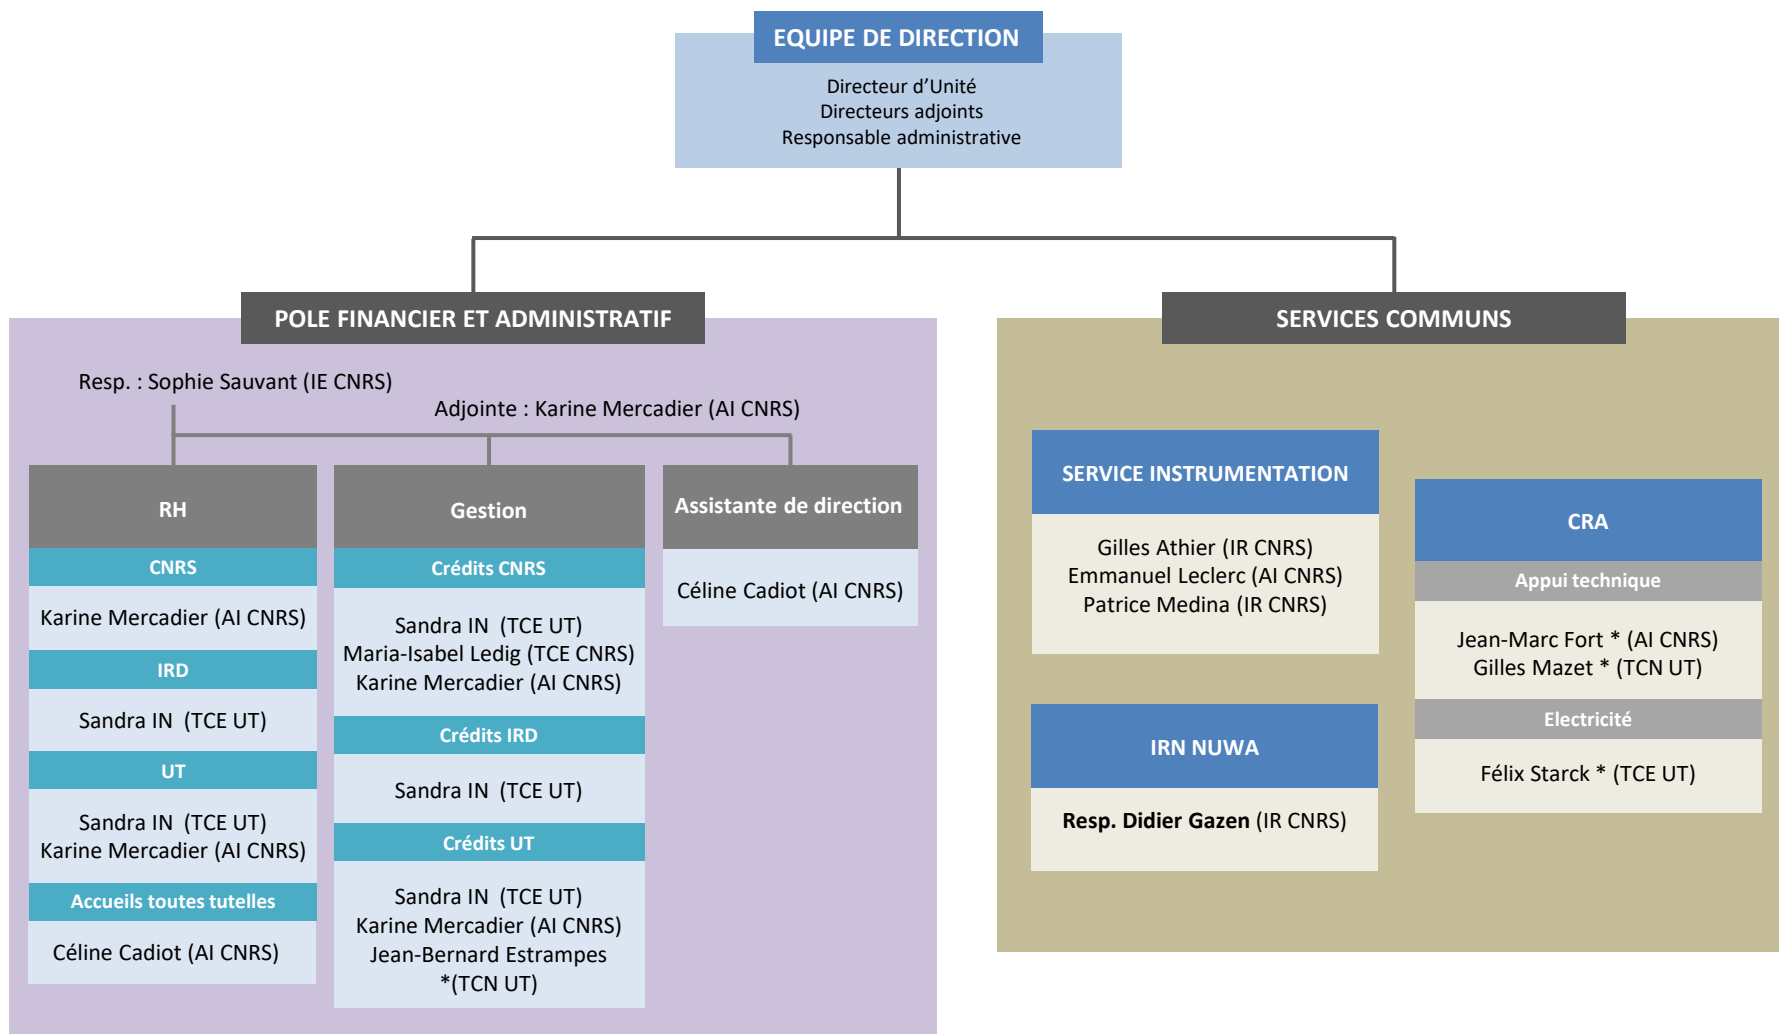 EQUIPE DE DIRECTION
Directeur d’Unité
Directeurs adjoints
Responsable administrative
POLE FINANCIER ET ADMINISTRATIF
Resp. : Sophie Sauvant (IE CNRS)
Adjointe : Karine Mercadier (AI CNRS)
RH
CNRS
Karine Mercadier (AI CNRS)
IRD
Sandra IN  (TCE UT)
UT
Sandra IN  (TCE UT)
Karine Mercadier (AI CNRS)
Accueils toutes tutelles
Céline Cadiot (AI CNRS)
Gestion
Crédits CNRS
Sandra IN  (TCE UT)
Maria-Isabel Ledig (TCE CNRS)
Karine Mercadier (AI CNRS)
Crédits IRD
Sandra IN  (TCE UT)
Crédits UT
Sandra IN  (TCE UT)
Karine Mercadier (AI CNRS)
Jean-Bernard Estrampes
*(TCN UT)
Assistante de direction
Céline Cadiot (AI CNRS)
SERVICES COMMUNS
SERVICE INSTRUMENTATION
Gilles Athier (IR CNRS)
Emmanuel Leclerc (AI CNRS)
Patrice Medina (IR CNRS)
IRN NUWA
Resp. Didier Gazen (IR CNRS)
CRA
Appui technique
Jean-Marc Fort * (AI CNRS)
Gilles Mazet * (TCN UT)
Electricité
Félix Starck * (TCE UT)